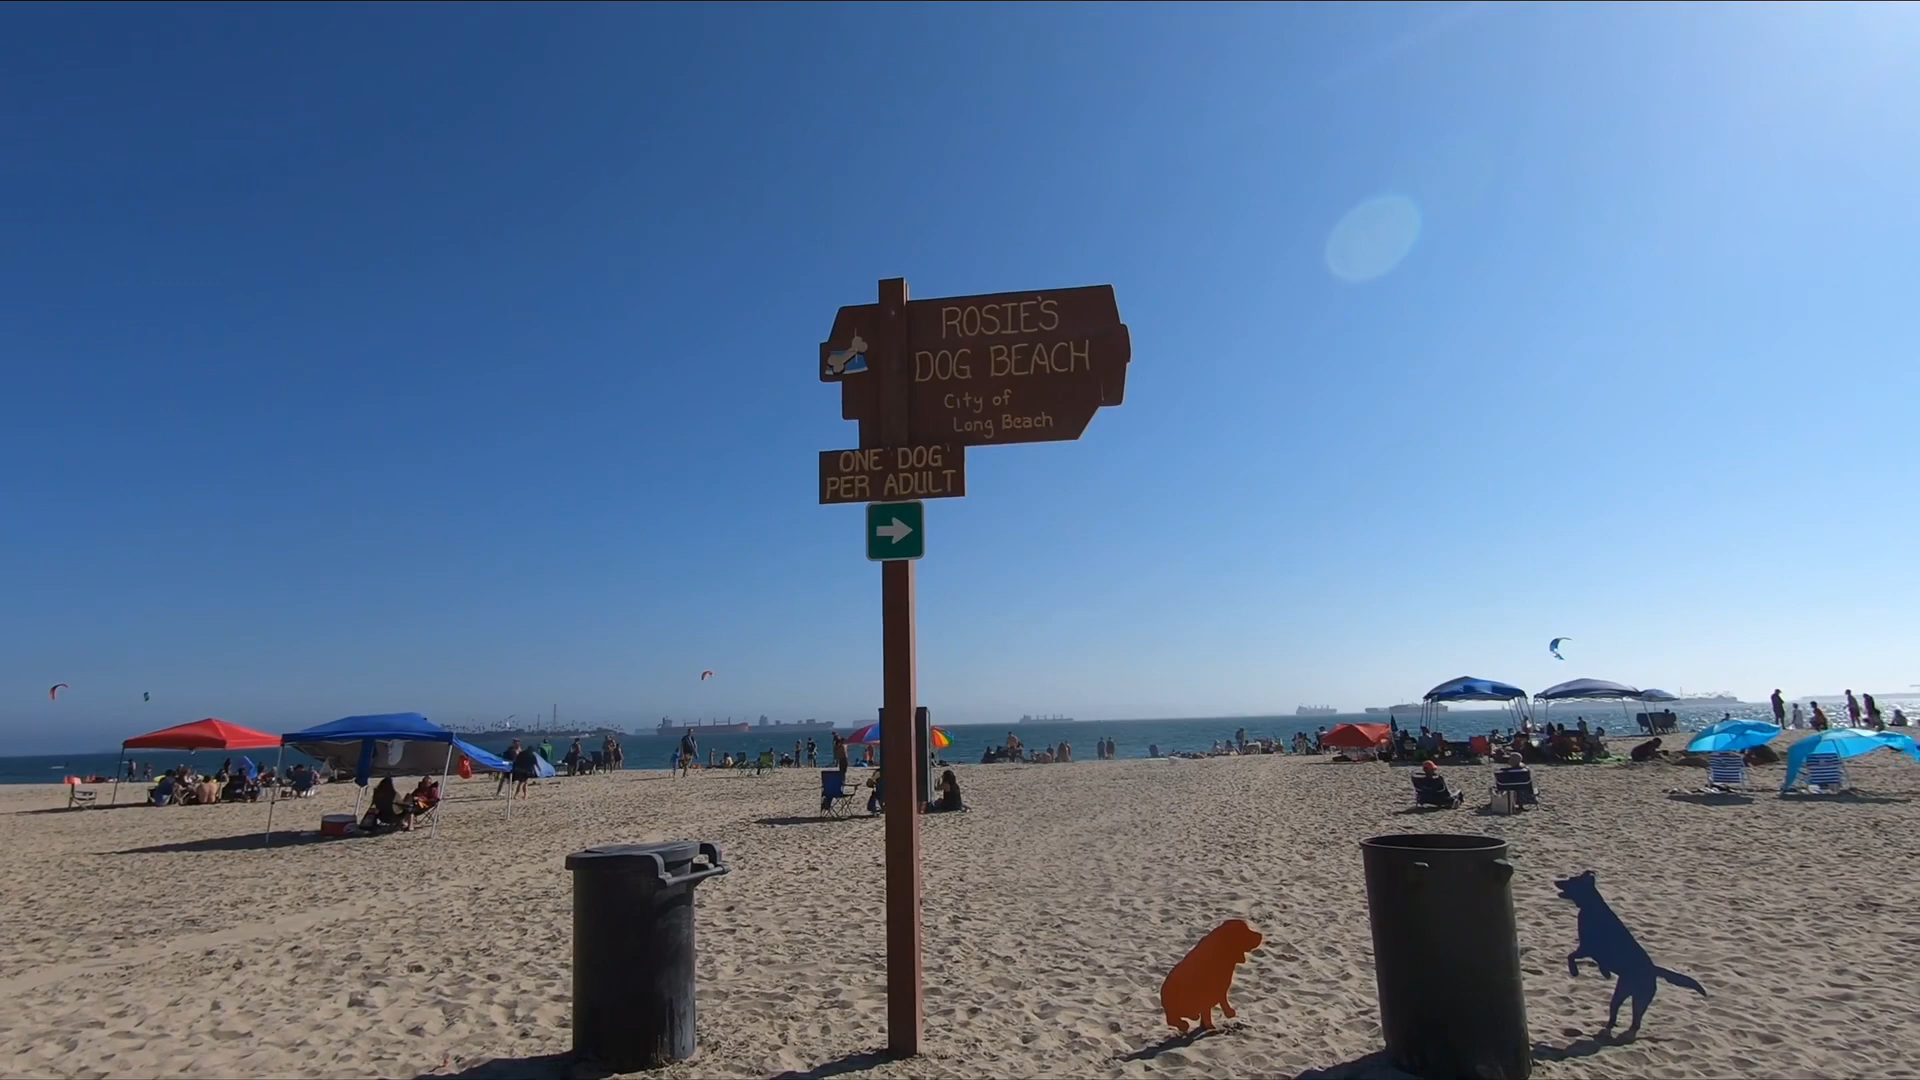 ROSIE'S
DOG BEACH
City of
Long Beach
ONE DOG
PER ADULT